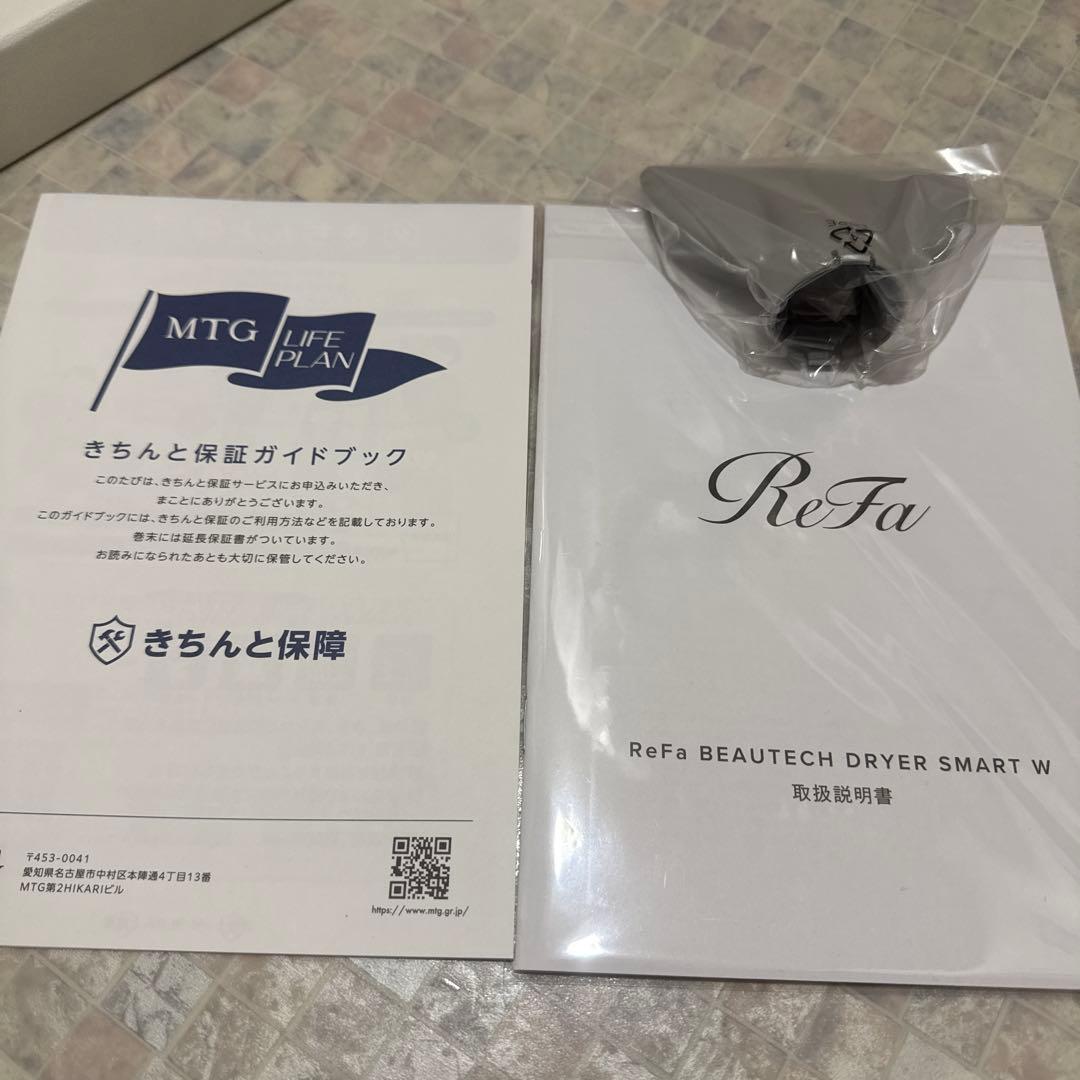 MTG
LIFE
PLAN
きちんと保証ガイドブック
このたびは、きちんと保証サービスにお申込みいただき、
まことにありがとうございます。
このガイドブックには、きちんと保証のご利用方法などを記載しております。
巻末には延長保証書がついています。
お読みになられたあとも大切に保管してください。
きちんと保障
〒453-0041
愛知県名古屋市中村区本陣通4丁目13番
MTG第2HIKARIビル
https://www.mtg.gr.jp/
ReFa
ReFa BEAUTECH DRYER SMART W
取扱説明書